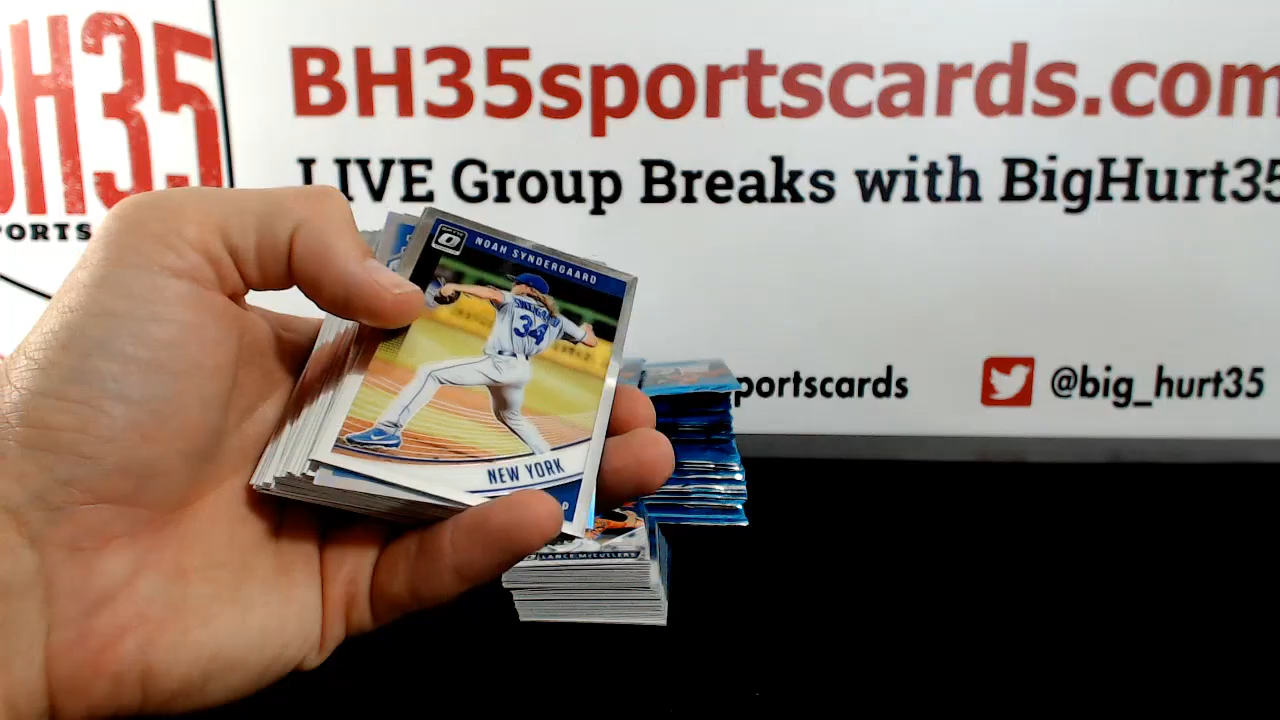 BH35
PORTS
BH35sportscards.com
LIVE Group Breaks with BigHurt35
portscards
@big_hurt35
NOAH SYNDERGAARD
34
NEW YORK
LANCE McCULLERS